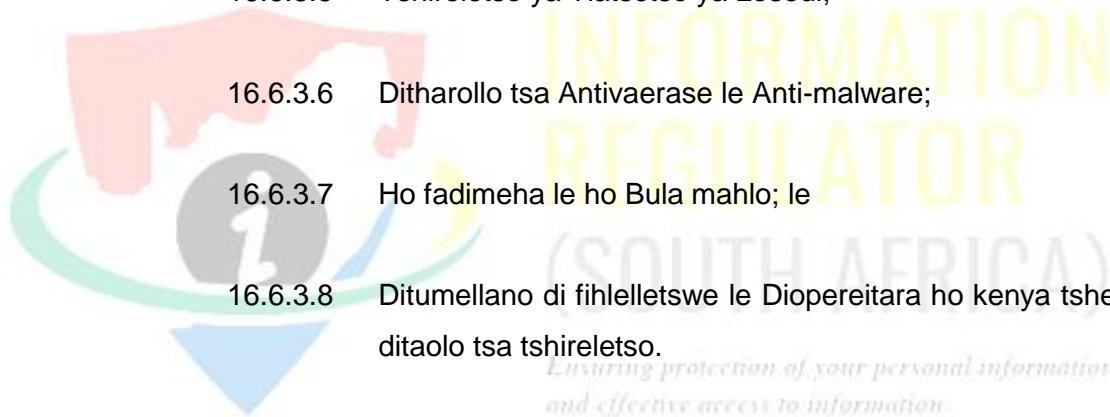 16.6.3.6 Ditharollo tsa Antivaerase le Anti-malware;
16.6.3.7 Ho fadimeha le ho Bula mahlo; le
16.6.3.8 Ditumellano di fihlelletswe le Diopereitara ho kenya
ditaolo tsa tshireletso.
INFORMATION
REGULATOR
(SOUTH AFRICA)
Ensuring protection of your personal information
and effective access to information